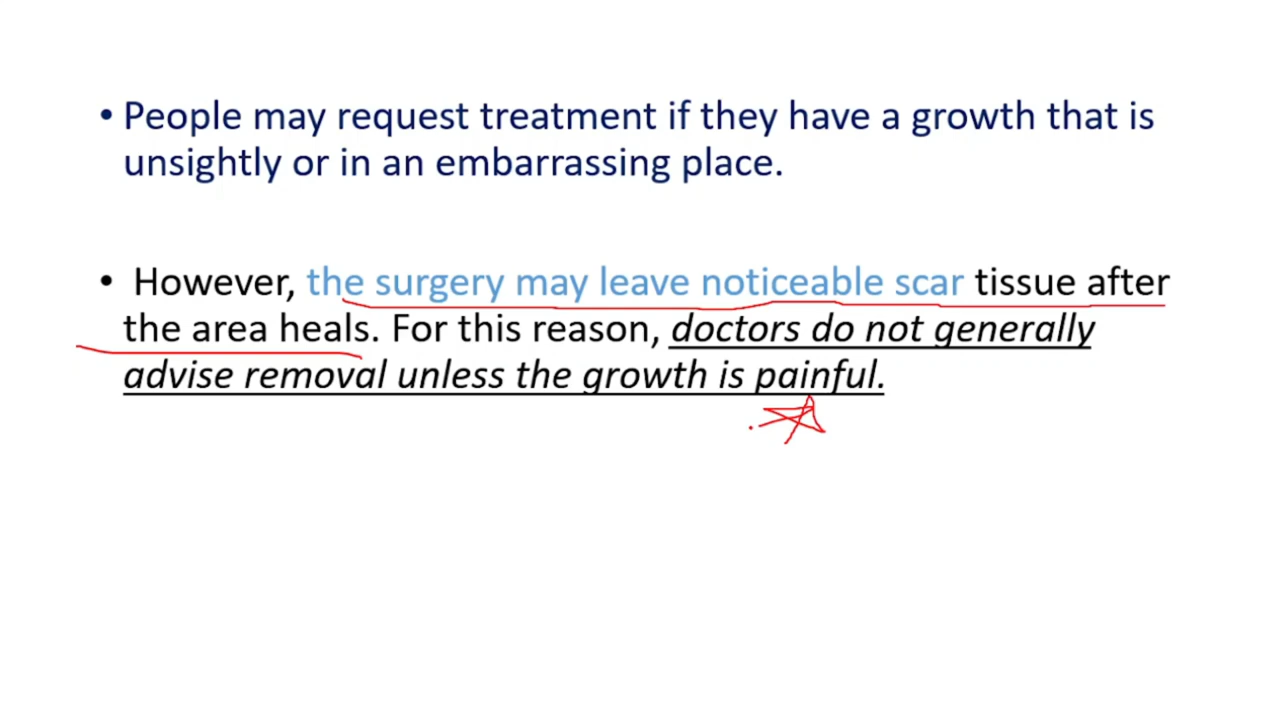 • People may request treatment if they have a growth that is
unsightly or in an embarrassing place.
• However, the surgery may leave noticeable scar tissue after
the area heals. For this reason, doctors do not generally
advise removal unless the growth is painful.